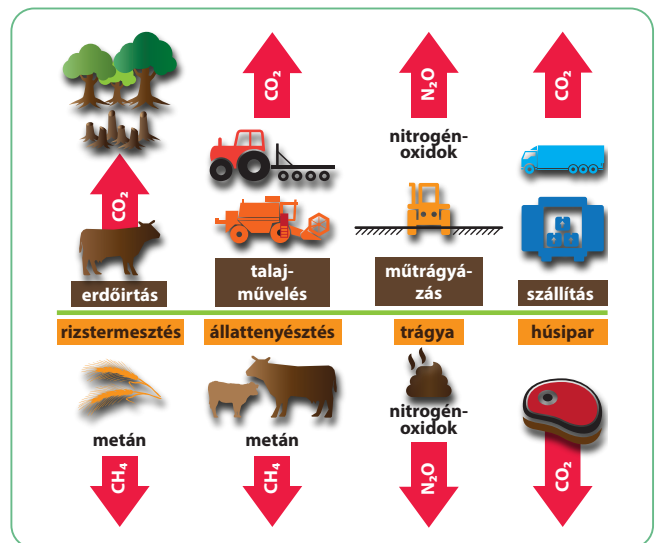 CO₂
CO₂
N₂O
CO₂
nitrogén-
oxidok
erdőirtás
talaj-
művelés
műtrágyá-
zás
szállítás
rizstermesztés
állattenyésztés
trágya
húsipar
metán
metán
nitrogén-
oxidok
CH₄
CH₄
N₂O
CO₂